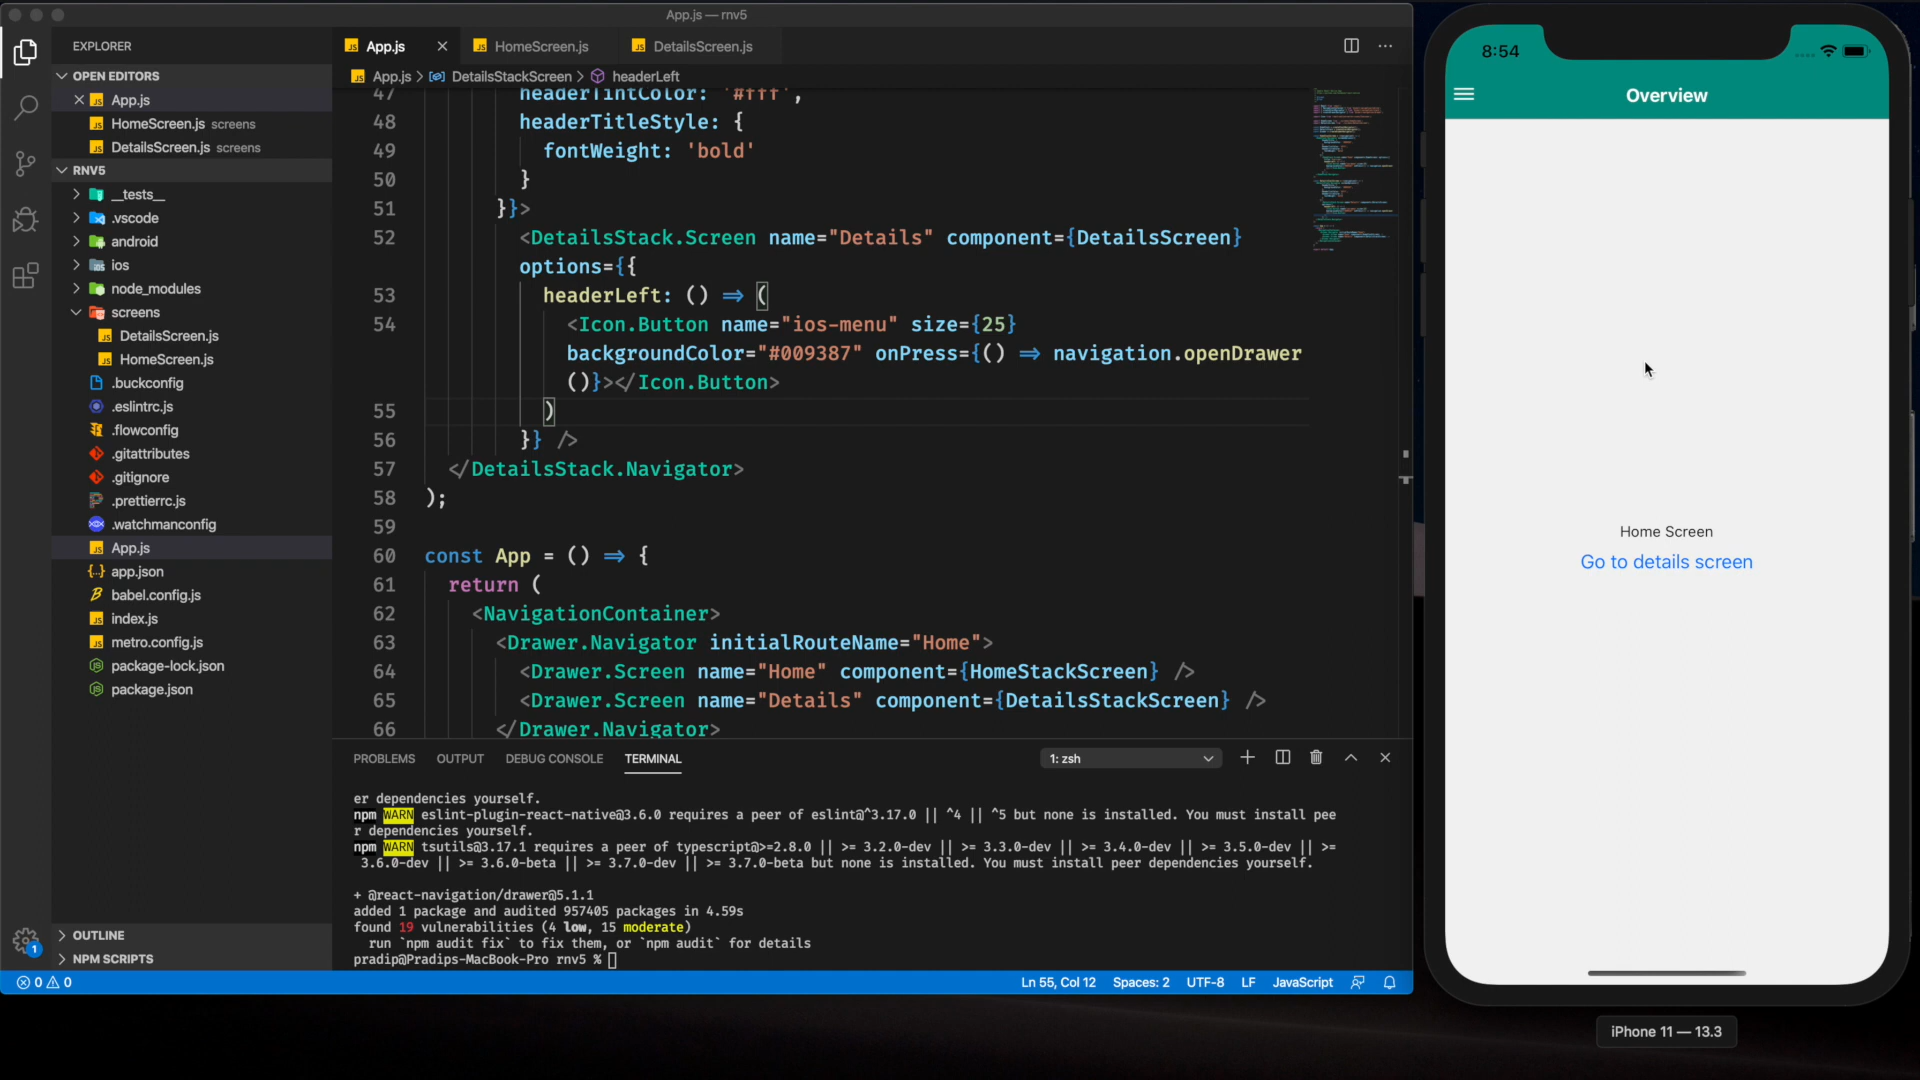 App.js — rnv5
EXPLORER
OPEN EDITORS
App.js
HomeScreen.js screens
DetailsScreen.js screens
RNV5
__tests__
.vscode
android
ios
node_modules
screens
DetailsScreen.js
HomeScreen.js
.buckconfig
.eslintrc.js
.flowconfig
.gitattributes
.gitignore
.prettierrc.js
.watchmanconfig
App.js
app.json
babel.config.js
index.js
metro.config.js
package-lock.json
package.json
OUTLINE
NPM SCRIPTS
App.js HomeScreen.js DetailsScreen.js
App.js > DetailsStackScreen > headerLeft
47 headerTintColor: '#fff',
48 headerTitleStyle: {
49 fontWeight: 'bold'
50 }
51 }}>
52 <DetailsStack.Screen name="Details" component={DetailsScreen}
options={{
53 headerLeft: () => (
54 <Icon.Button name="ios-menu" size={25}
backgroundColor="#009387" onPress={() => navigation.openDrawer
()}></Icon.Button>
55 )
56 }} />
57 </DetailsStack.Navigator>
58 );
59
60 const App = () => {
61 return (
62 <NavigationContainer>
63 <Drawer.Navigator initialRouteName="Home">
64 <Drawer.Screen name="Home" component={HomeStackScreen} />
65 <Drawer.Screen name="Details" component={DetailsStackScreen} />
66 </Drawer.Navigator>
PROBLEMS OUTPUT DEBUG CONSOLE TERMINAL 1: zsh
er dependencies yourself.
npm WARN eslint-plugin-react-native@3.6.0 requires a peer of eslint@^3.17.0 || ^4 || ^5 but none is installed. You must install pee
r dependencies yourself.
npm WARN tsutils@3.17.1 requires a peer of typescript@>=2.8.0 || >= 3.2.0-dev || >= 3.3.0-dev || >= 3.4.0-dev || >= 3.5.0-dev || >=
3.6.0-dev || >= 3.6.0-beta || >= 3.7.0-dev || >= 3.7.0-beta but none is installed. You must install peer dependencies yourself.
+ @react-navigation/drawer@5.1.1
added 1 package and audited 957405 packages in 4.59s
found 19 vulnerabilities (4 low, 15 moderate)
run `npm audit fix` to fix them, or `npm audit` for details
pradip@Pradips-MacBook-Pro rnv5 %
1
0 0
Ln 55, Col 12 Spaces: 2 UTF-8 LF JavaScript
8:54
Overview
Home Screen
Go to details screen
iPhone 11 — 13.3